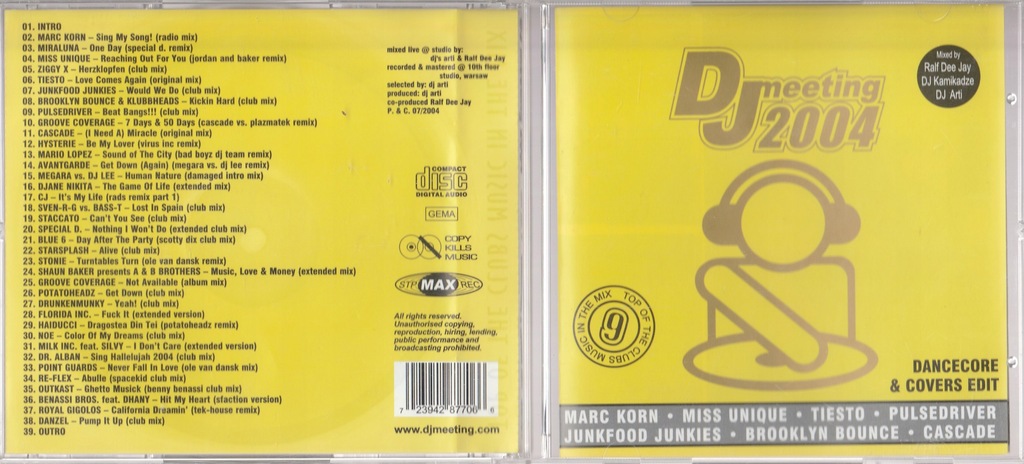 01. INTRO
02. MARC KORN – Sing My Song! (radio mix)
03. MIRALUNA – One Day (special d. remix)
04. MISS UNIQUE – Reaching Out For You (jordan and baker remix)
05. ZIGGY X – Herzklopfen (club mix)
06. TIESTO – Love Comes Again (original mix)
07. JUNKFOOD JUNKIES – Would We Do (club mix)
08. BROOKLYN BOUNCE & KLUBBHEADS – Kickin Hard (club mix)
09. PULSEDRIVER – Beat Bangs!!! (club mix)
10. GROOVE COVERAGE – 7 Days & 50 Days (cascade vs. plazmatek remix)
11. CASCADE – (I Need A) Miracle (original mix)
12. HYSTERIE – Be My Lover (virus inc remix)
13. MARIO LOPEZ – Sound of The City (bad boyz dj team remix)
14. AVANTGARDE – Get Down (Again) (megara vs. dj lee remix)
15. MEGARA vs. DJ LEE – Human Nature (damaged intro mix)
16. DJANE NIKITA – The Game Of Life (extended mix)
17. CJ – It's My Life (rads remix part 1)
18. SVEN-R-G vs. BASS-T – Lost In Spain (club mix)
19. STACCATO – Can't You See (club mix)
20. SPECIAL D. – Nothing I Won't Do (extended club mix)
21. BLUE 6 – Day After The Party (scotty dix club mix)
22. STARSPLASH – Alive (club mix)
23. STONIE – Turntables Turn (ole van dansk remix)
24. SHAUN BAKER presents A & B BROTHERS – Music, Love & Money (extended mix)
25. GROOVE COVERAGE – Not Available (album mix)
26. POTATOHEADZ – Get Down (club mix)
27. DRUNKENMUNKY – Yeah! (club mix)
28. FLORIDA INC. – Fuck It (extended version)
29. HAIDUCCI – Dragostea Din Tei (potatoheadz remix)
30. NOE – Color Of My Dreams (club mix)
31. MILK INC. feat. SILVY – I Don't Care (extended version)
32. DR. ALBAN – Sing Hallelujah 2004 (club mix)
33. POINT GUARDS – Never Fall In Love (ole van dansk mix)
34. RE-FLEX – Abulle (spacekid club mix)
35. OUTKAST – Ghetto Musick (benny benassi club mix)
36. BENASSI BROS. feat. DHANY – Hit My Heart (sfaction version)
37. ROYAL GIGOLOS – California Dreamin' (tek-house remix)
38. DANZEL – Pump It Up (club mix)
39. OUTRO
mixed live @ studio by:
dj's arti & Ralf Dee Jay
recorded & mastered @ 10th floor
studio, warsaw
selected by: dj arti
produced: dj arti
co-produced Ralf Dee Jay
P. & C. 07/2004
COMPACT
disc
DIGITAL AUDIO
GEMA
COPY
KILLS
MUSIC
STP MAX REC
All rights reserved.
Unauthorised copying,
reproduction, hiring, lending,
public performance and
broadcasting prohibited.
7 23942 87706 6
www.djmeeting.com
DJ meeting
2004
Mixed by
Ralf Dee Jay
DJ Kamikadze
DJ Arti
TOP OF THE CLUBS MUSIC IN THE MIX
9
DANCECORE
& COVERS EDIT
MARC KORN • MISS UNIQUE • TIESTO • PULSEDRIVER
JUNKFOOD JUNKIES • BROOKLYN BOUNCE • CASCADE